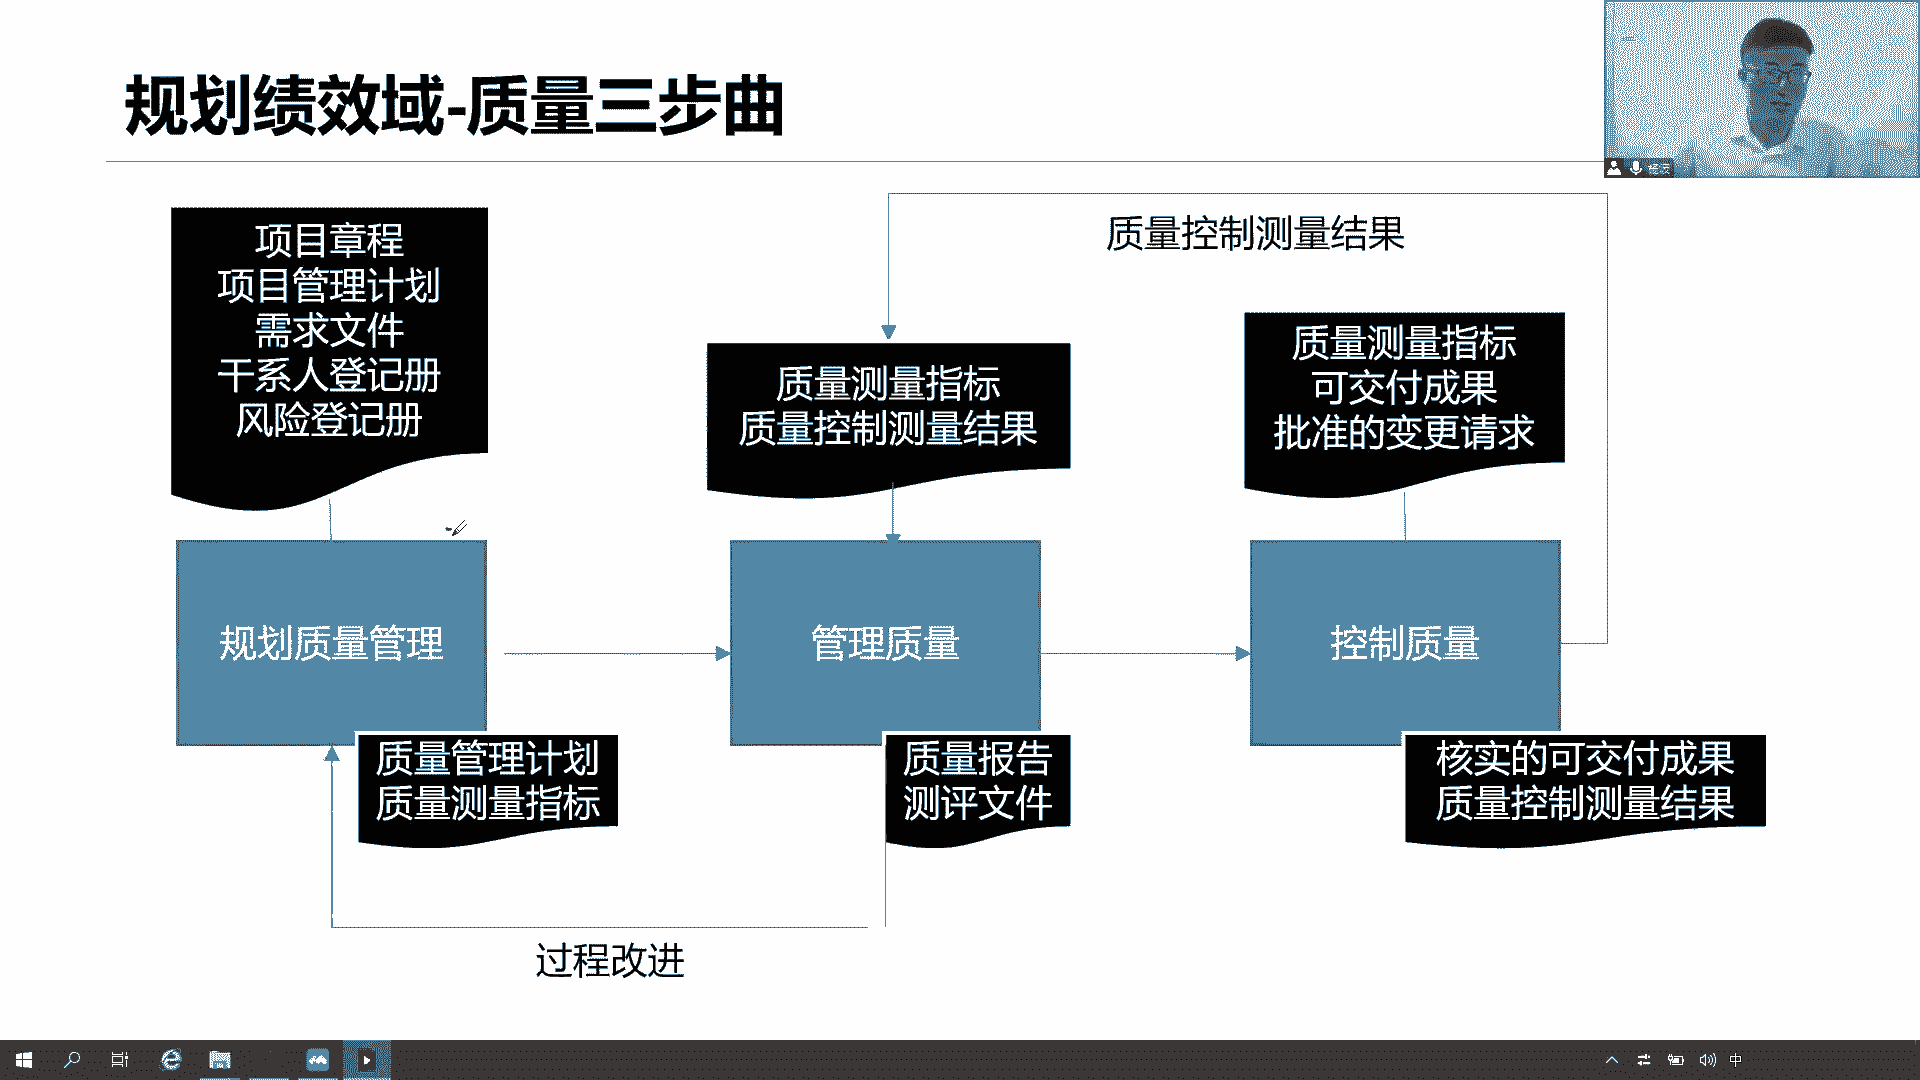 规划绩效域-质量三步曲
项目章程
项目管理计划
需求文件
干系人登记册
风险登记册
质量控制测量结果
质量测量指标
质量控制测量结果
质量测量指标
可交付成果
批准的变更请求
规划质量管理
管理质量
控制质量
质量管理计划
质量测量指标
质量报告
测评文件
核实的可交付成果
质量控制测量结果
过程改进
中